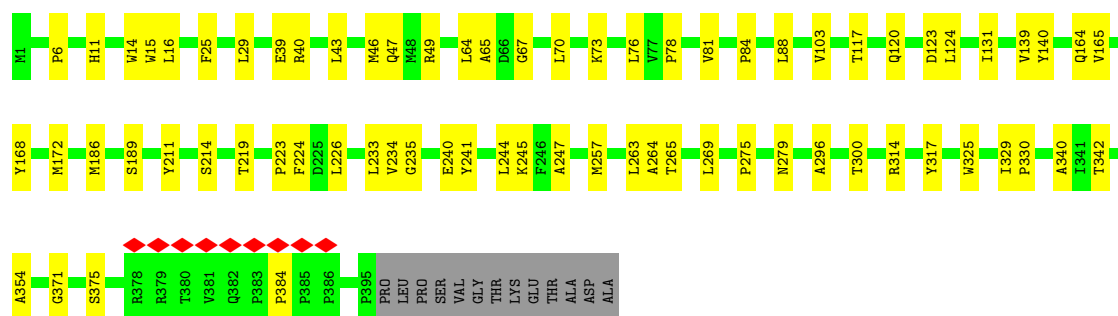 M1 P6 H11 W14 W15 L16 F25 L29 E39 R40 L43 M46 Q47 M48 R49 L64 A65 D66 G67 L70 K73 L76 V77 P78 V81 P84 L88 V103 T117 Q120 D123 L124 I131 V139 Y140 Q164 V165
Y168 M172 M186 S189 Y211 S214 T219 P223 F224 D225 L226 L233 V234 G235 E240 Y241 L244 K245 F246 A247 M257 L263 A264 T265 L269 P275 N279 A296 T300 R314 Y317 W325 I329 P330 A340 I341 T342
A354 G371 S375 R378 R379 T380 V381 Q382 P383 P384 P385 P386 P395 PRO LEU PRO SER VAL GLY THR LYS GLU THR ALA ASP ALA